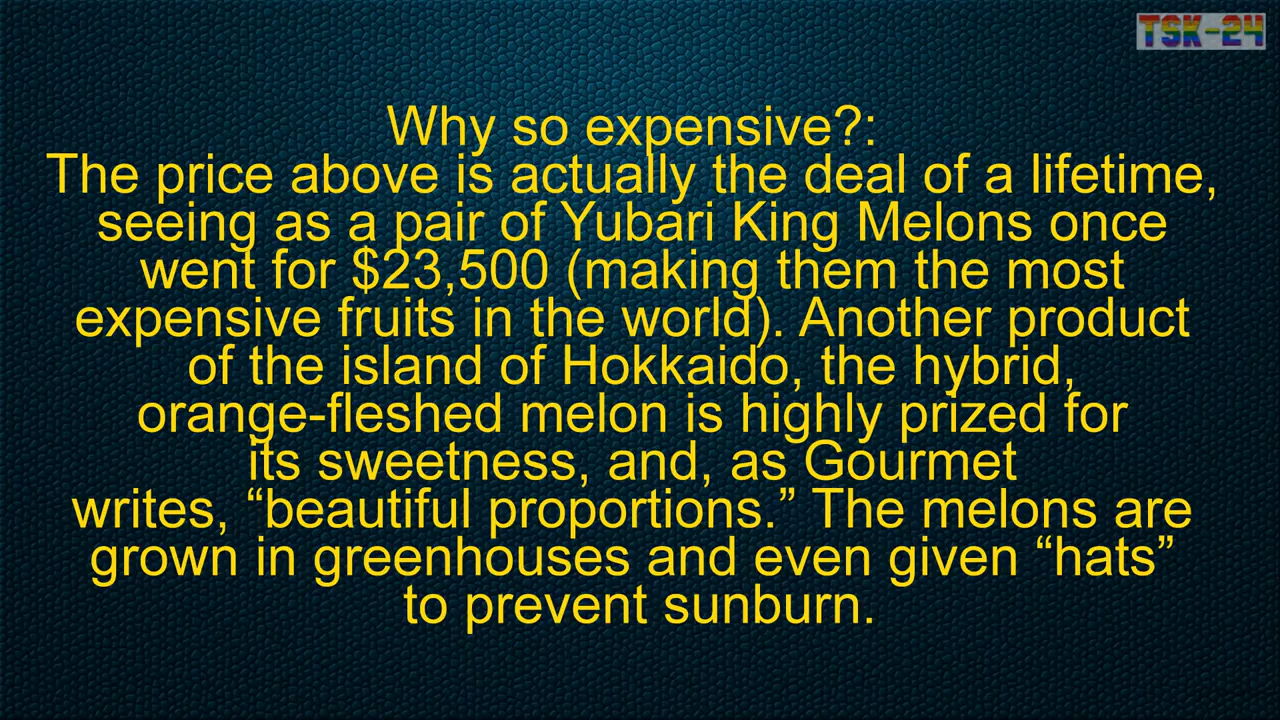 TSK-24
Why so expensive?:
The price above is actually the deal of a lifetime,
seeing as a pair of Yubari King Melons once
went for $23,500 (making them the most
expensive fruits in the world). Another product
of the island of Hokkaido, the hybrid,
orange-fleshed melon is highly prized for
its sweetness, and, as Gourmet
writes, “beautiful proportions.” The melons are
grown in greenhouses and even given “hats”
to prevent sunburn.